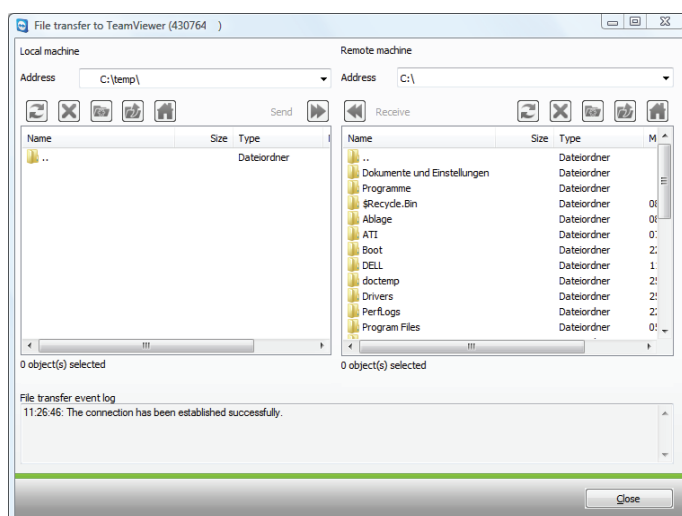 File transfer to TeamViewer (430764 )
Local machine
Remote machine
Address C:\temp\
Address C:\
Send
Receive
Name Size Type
Name Size Type M
.. Dateiordner
.. Dateiordner
Dokumente und Einstellungen Dateiordner
Programme Dateiordner
$Recycle.Bin Dateiordner 08
Ablage Dateiordner 08
ATI Dateiordner
Boot Dateiordner
DELL Dateiordner
doctemp Dateiordner
Drivers Dateiordner
PerfLogs Dateiordner
Program Files Dateiordner
0 object(s) selected
0 object(s) selected
File transfer event log
11:26:46: The connection has been established successfully.
Close